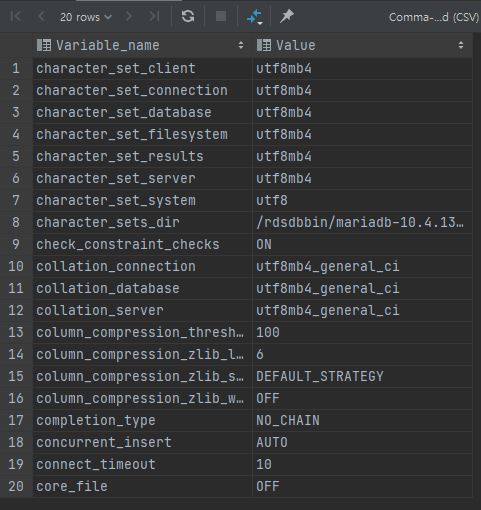 20 rows Comma-...d (CSV)
Variable_name Value
1 character_set_client utf8mb4
2 character_set_connection utf8mb4
3 character_set_database utf8mb4
4 character_set_filesystem utf8mb4
5 character_set_results utf8mb4
6 character_set_server utf8mb4
7 character_set_system utf8
8 character_sets_dir /rdsdbbin/mariadb-10.4.13…
9 check_constraint_checks ON
10 collation_connection utf8mb4_general_ci
11 collation_database utf8mb4_general_ci
12 collation_server utf8mb4_general_ci
13 column_compression_thresh… 100
14 column_compression_zlib_l… 6
15 column_compression_zlib_s… DEFAULT_STRATEGY
16 column_compression_zlib_w… OFF
17 completion_type NO_CHAIN
18 concurrent_insert AUTO
19 connect_timeout 10
20 core_file OFF